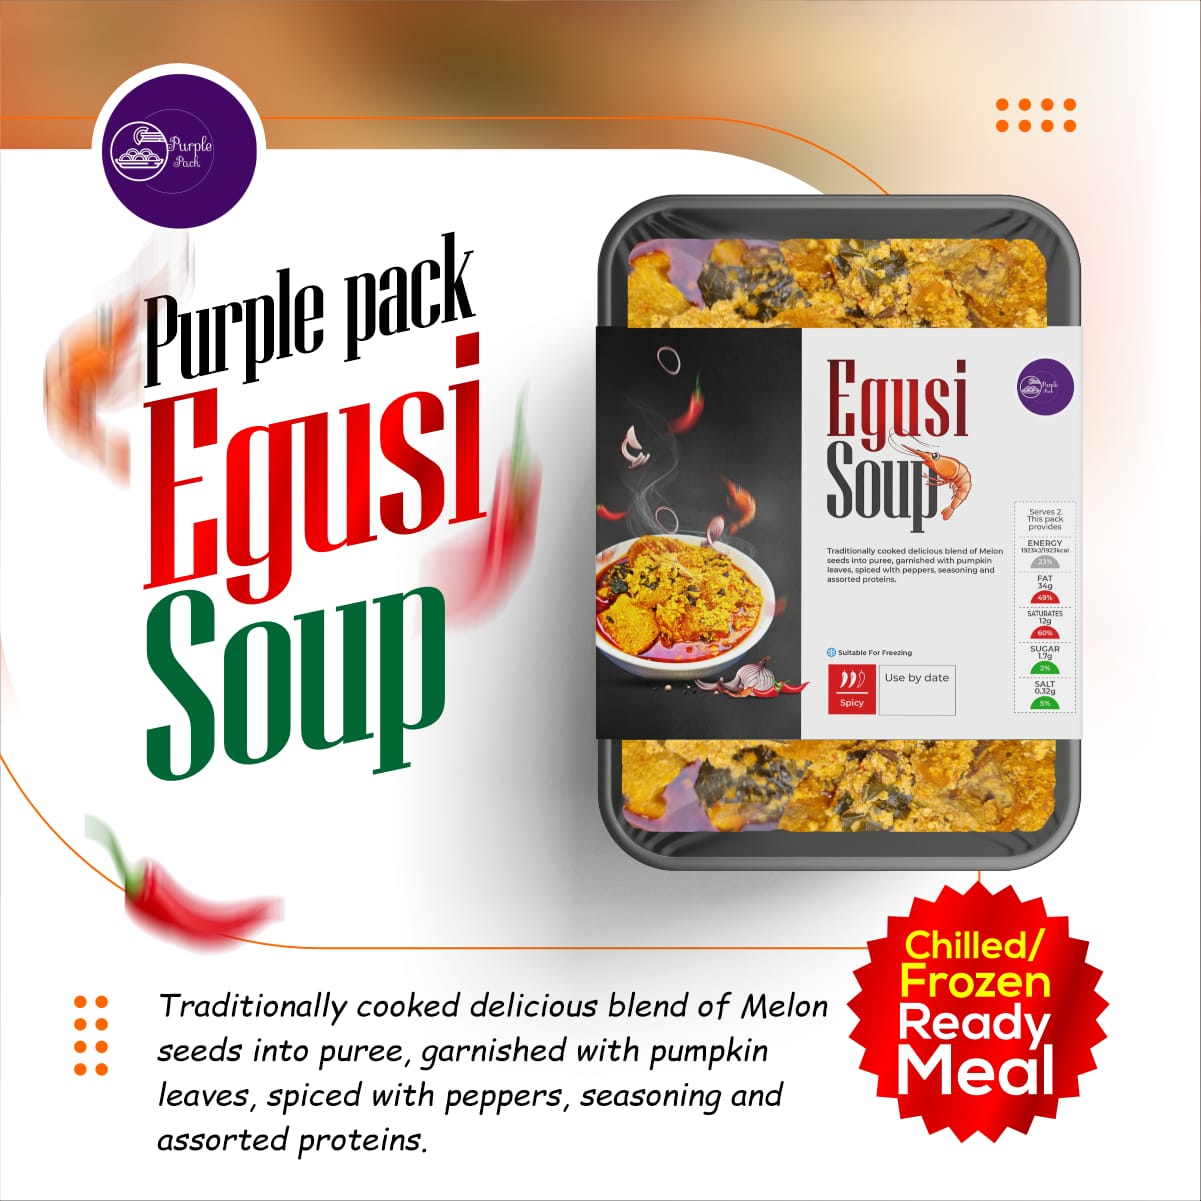 Purple
Pack
Purple pack
Egusi
Soup
Egusi
Soup
Purple
Pack
Traditionally cooked delicious blend of Melon
seeds into puree, garnished with pumpkin
leaves, spiced with peppers, seasoning and
assorted proteins.
Suitable For Freezing
Spicy
Use by date
Serves 2.
This pack
provides
ENERGY
1923kJ/1923kcal
23%
FAT
34g
49%
SATURATES
12g
60%
SUGAR
1.7g
2%
SALT
0.32g
5%
Chilled/
Frozen
Ready
Meal
Traditionally cooked delicious blend of Melon
seeds into puree, garnished with pumpkin
leaves, spiced with peppers, seasoning and
assorted proteins.